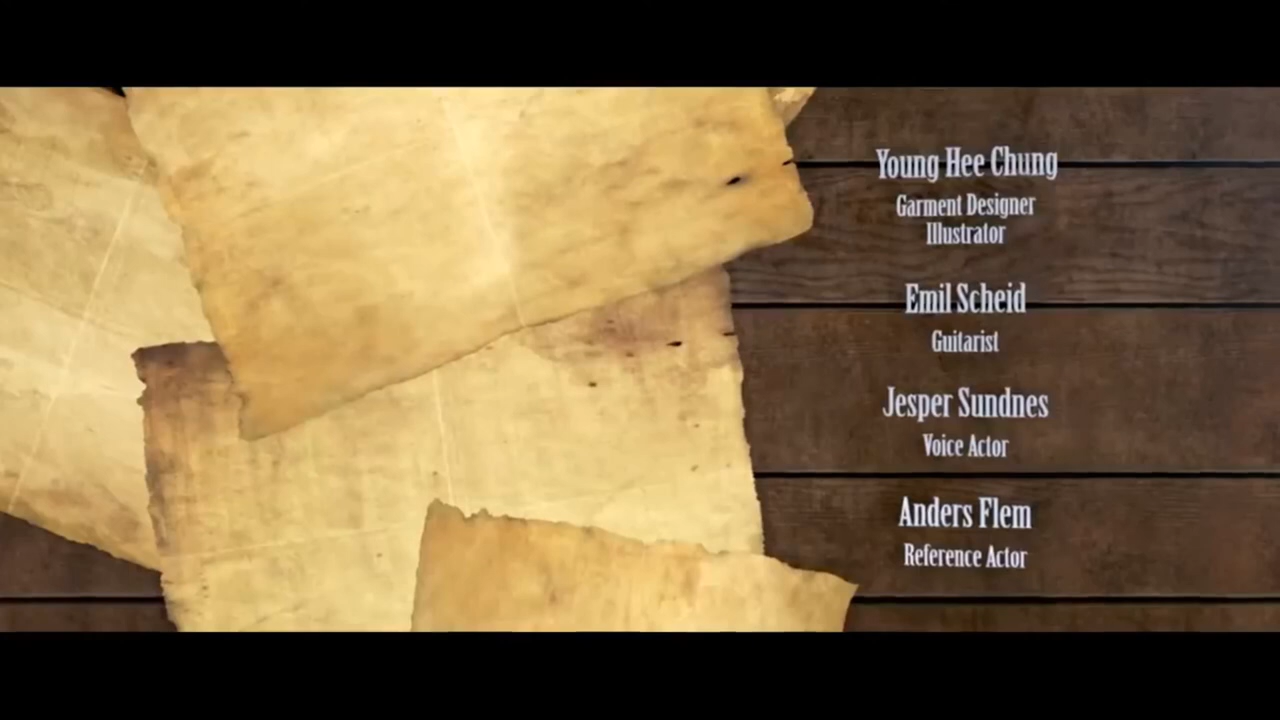 Young Hee Chung
Garment Designer
Illustrator
Emil Scheid
Guitarist
Jesper Sundnes
Voice Actor
Anders Flem
Reference Actor